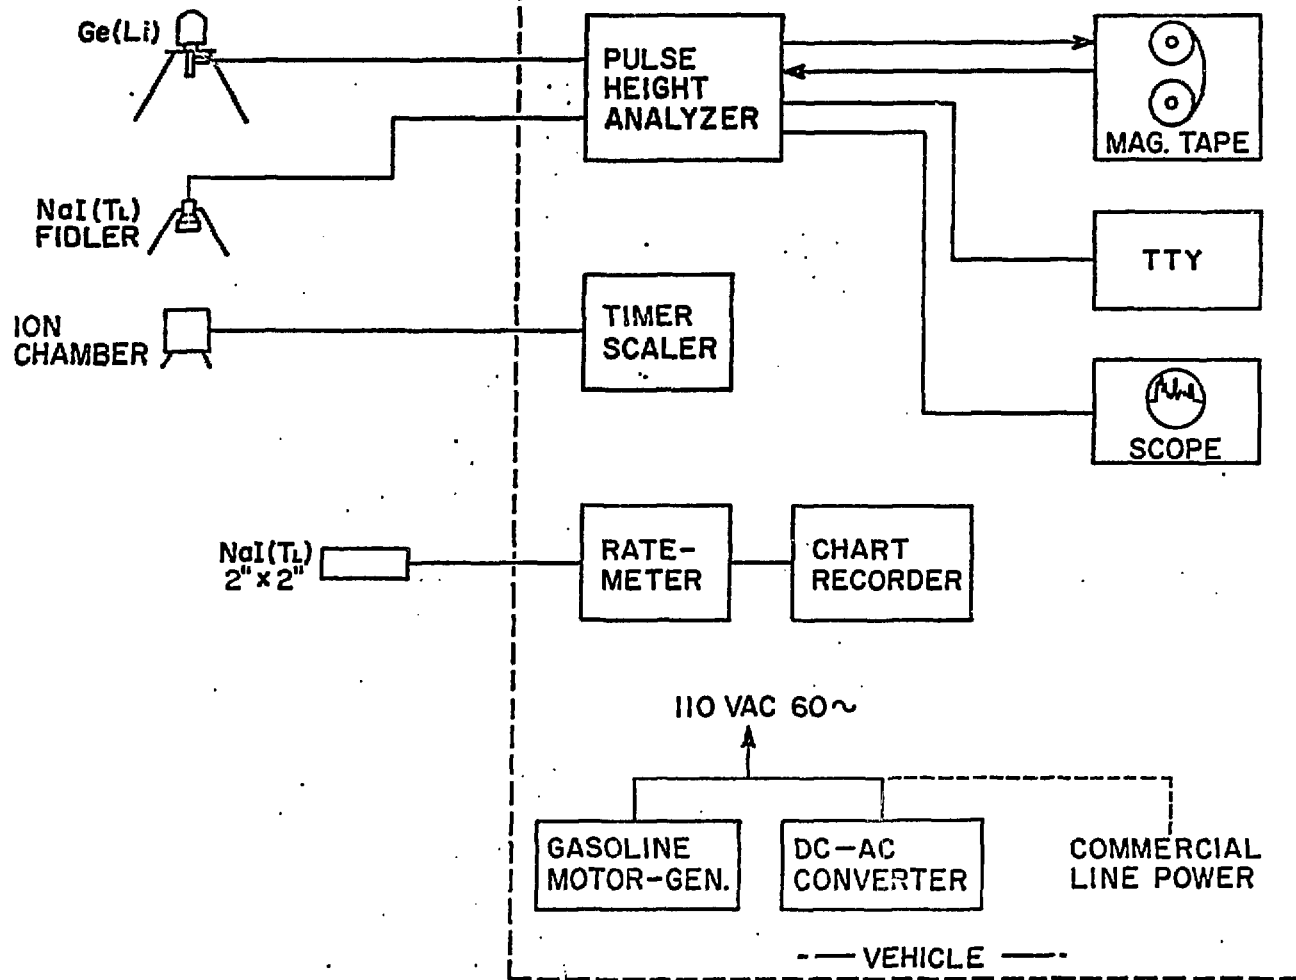 Ge(Li)
PULSE
HEIGHT
ANALYZER
MAG. TAPE
NaI(TL)
FIDLER
TTY
ION
CHAMBER
TIMER
SCALER
SCOPE
NaI(TL)
2" x 2"
RATE-
METER
CHART
RECORDER
110 VAC 60~
GASOLINE
MOTOR-GEN.
DC-AC
CONVERTER
COMMERCIAL
LINE POWER
VEHICLE